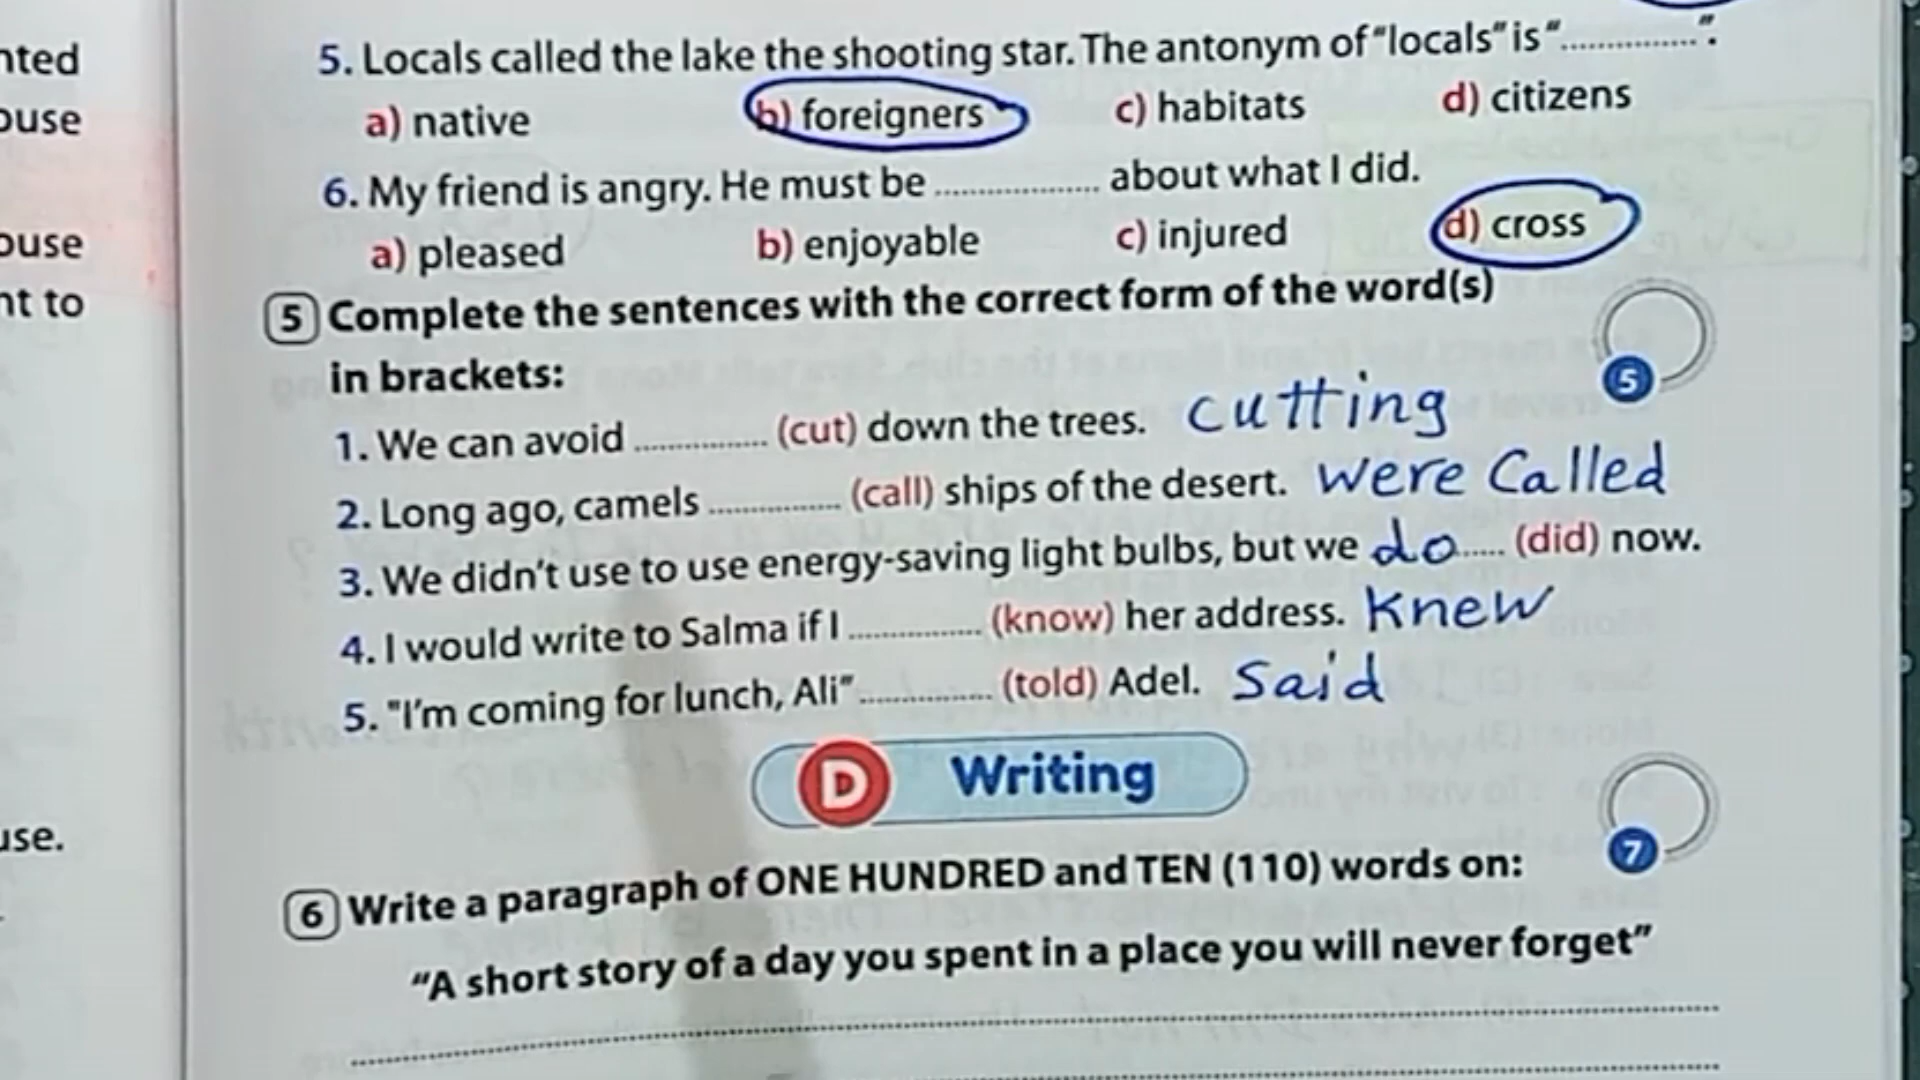 nted
ouse
ouse
nt to
use.
5. Locals called the lake the shooting star. The antonym of "locals" is "..............".
a) native b) foreigners c) habitats d) citizens
6. My friend is angry. He must be ................. about what I did.
a) pleased b) enjoyable c) injured d) cross
5 Complete the sentences with the correct form of the word(s)
in brackets: 5
1. We can avoid .............. (cut) down the trees. cutting
2. Long ago, camels .............. (call) ships of the desert. were Called
3. We didn't use to use energy-saving light bulbs, but we do..... (did) now.
4. I would write to Salma if I .............. (know) her address. Knew
5. "I'm coming for lunch, Ali".............. (told) Adel. Said
D Writing
7
6 Write a paragraph of ONE HUNDRED and TEN (110) words on:
"A short story of a day you spent in a place you will never forget"